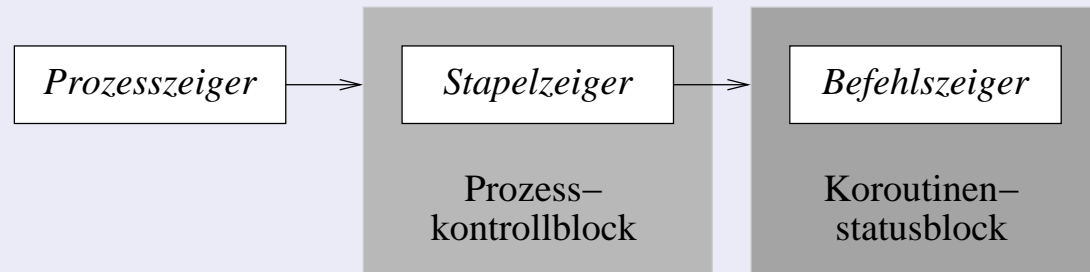 Prozesszeiger
Stapelzeiger
Befehlszeiger
Prozess–
kontrollblock
Koroutinen–
statusblock